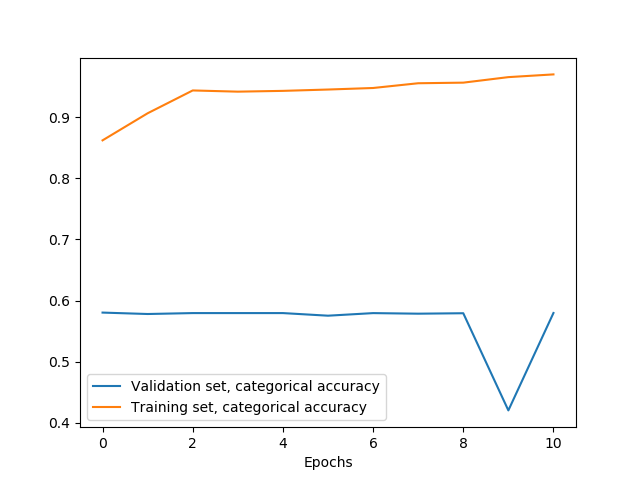 0.9
0.8
0.7
0.6
0.5
0.4
Validation set, categorical accuracy
Training set, categorical accuracy
0 2 4 6 8 10
Epochs